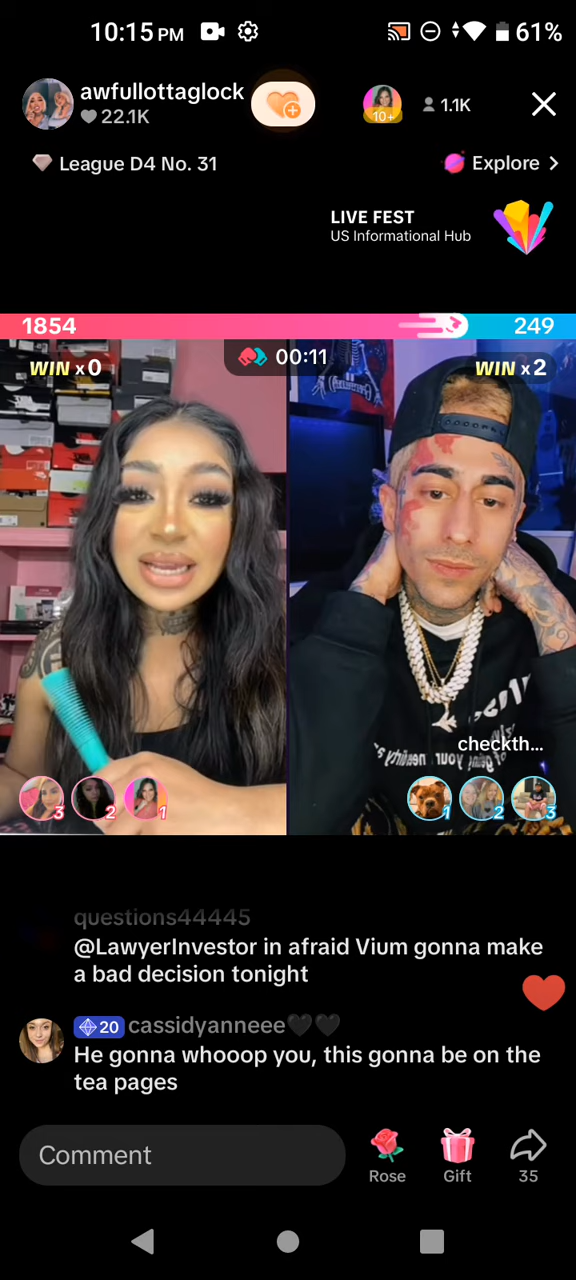 10:15 PM
61%
awfullottaglock
22.1K
10+
1.1K
League D4 No. 31
Explore >
LIVE FEST
US Informational Hub
1854
249
WIN x0
00:11
WIN x2
checkth...
3
2
1
1
2
3
questions44445
@LawyerInvestor in afraid Vium gonna make
a bad decision tonight
20 cassidyanneee🖤🖤
He gonna whooop you, this gonna be on the
tea pages
Comment
Rose
Gift
35